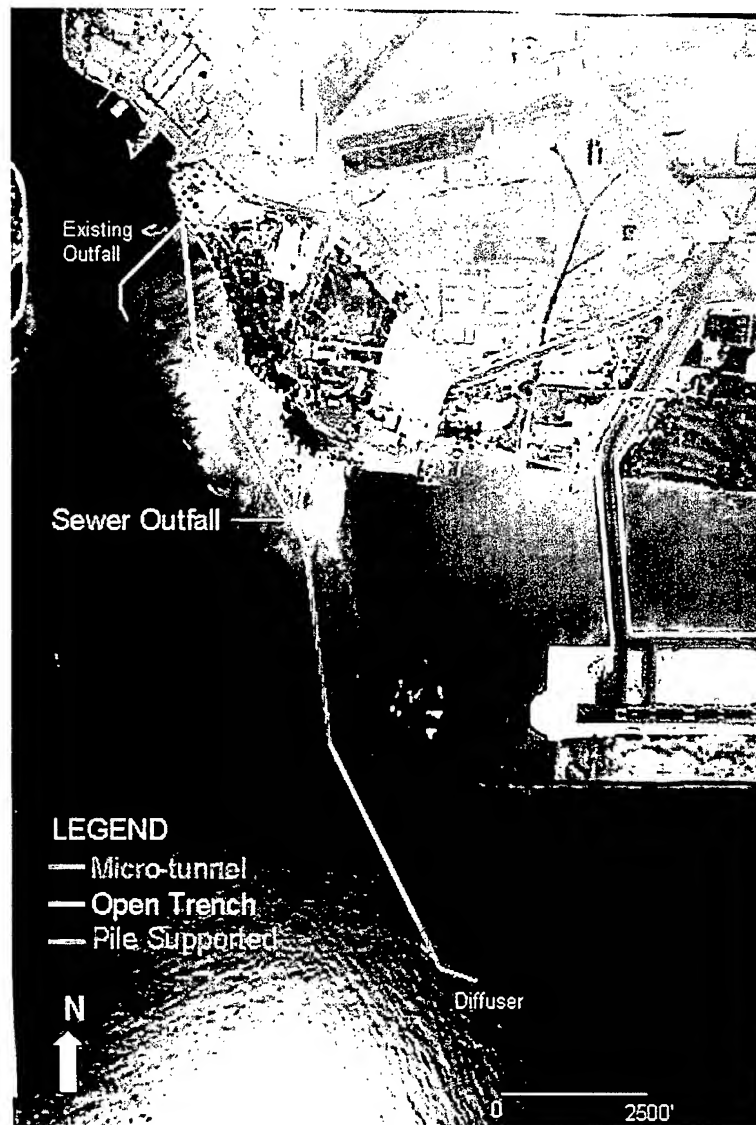 Existing
Outfall
Sewer Outfall
LEGEND
Micro-tunnel
Open Trench
Pile Supported
N
Diffuser
0 2500'